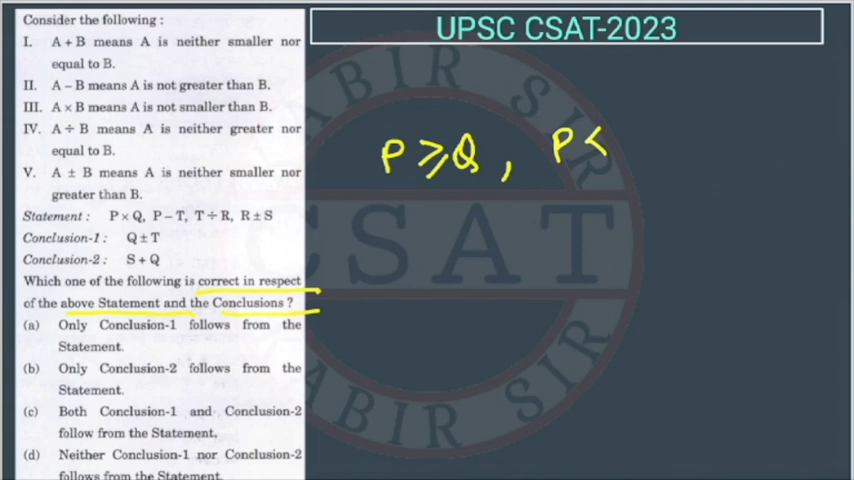 UPSC CSAT-2023
Consider the following :
I. A + B means A is neither smaller nor
equal to B.
II. A – B means A is not greater than B.
III. A × B means A is not smaller than B.
IV. A ÷ B means A is neither greater nor
equal to B.
V. A ± B means A is neither smaller nor
greater than B.
Statement : P × Q, P – T, T ÷ R, R ± S
Conclusion-1 : Q ± T
Conclusion-2 : S + Q
Which one of the following is correct in respect
of the above Statement and the Conclusions ?
(a) Only Conclusion-1 follows from the
Statement.
(b) Only Conclusion-2 follows from the
Statement.
(c) Both Conclusion-1 and Conclusion-2
follow from the Statement.
(d) Neither Conclusion-1 nor Conclusion-2
follows from the Statement.
P ⩾ Q , P <
KABIR SIR
CSAT
KABIR SIR